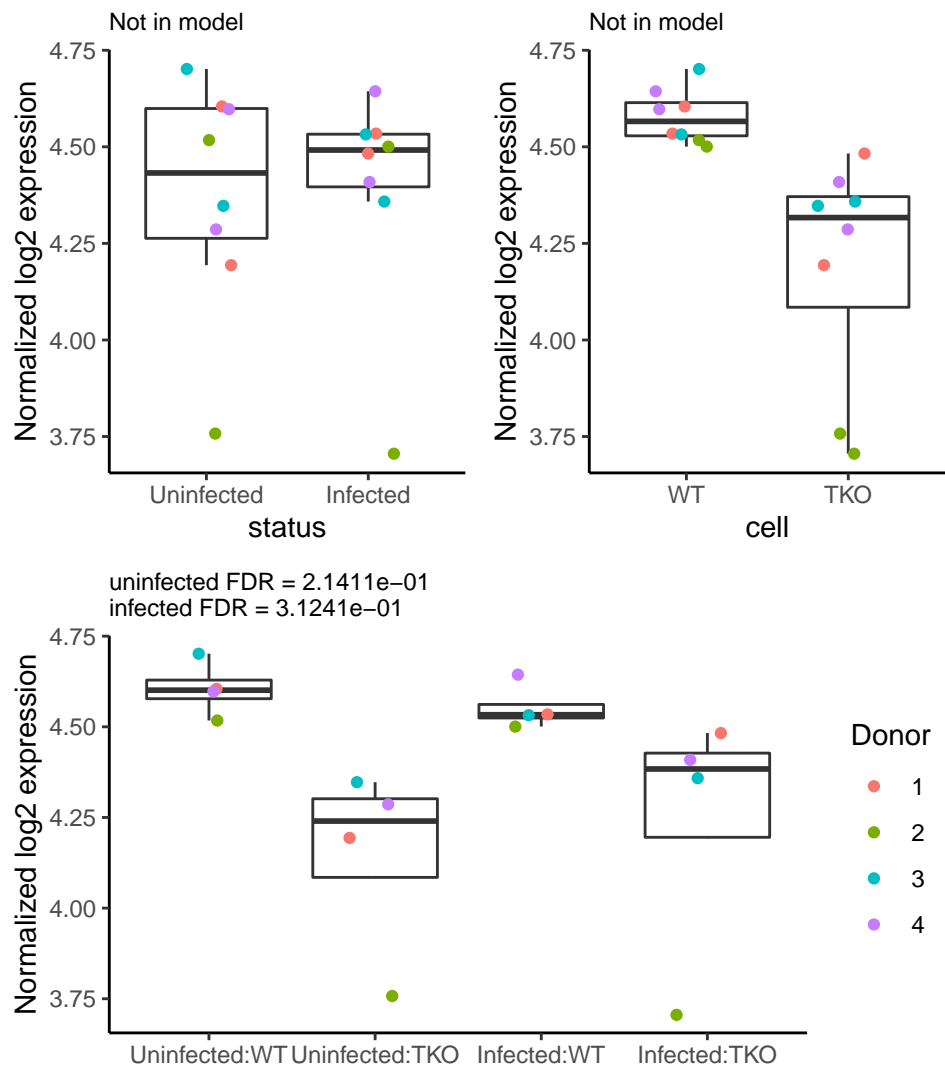 Not in model
Normalized log2 expression
4.75
4.50
4.25
4.00
3.75
Uninfected
Infected
status
Not in model
Normalized log2 expression
4.75
4.50
4.25
4.00
3.75
WT
TKO
cell
uninfected FDR = 2.1411e−01
infected FDR = 3.1241e−01
Normalized log2 expression
4.75
4.50
4.25
4.00
3.75
Uninfected:WT
Uninfected:TKO
Infected:WT
Infected:TKO
Donor
1
2
3
4